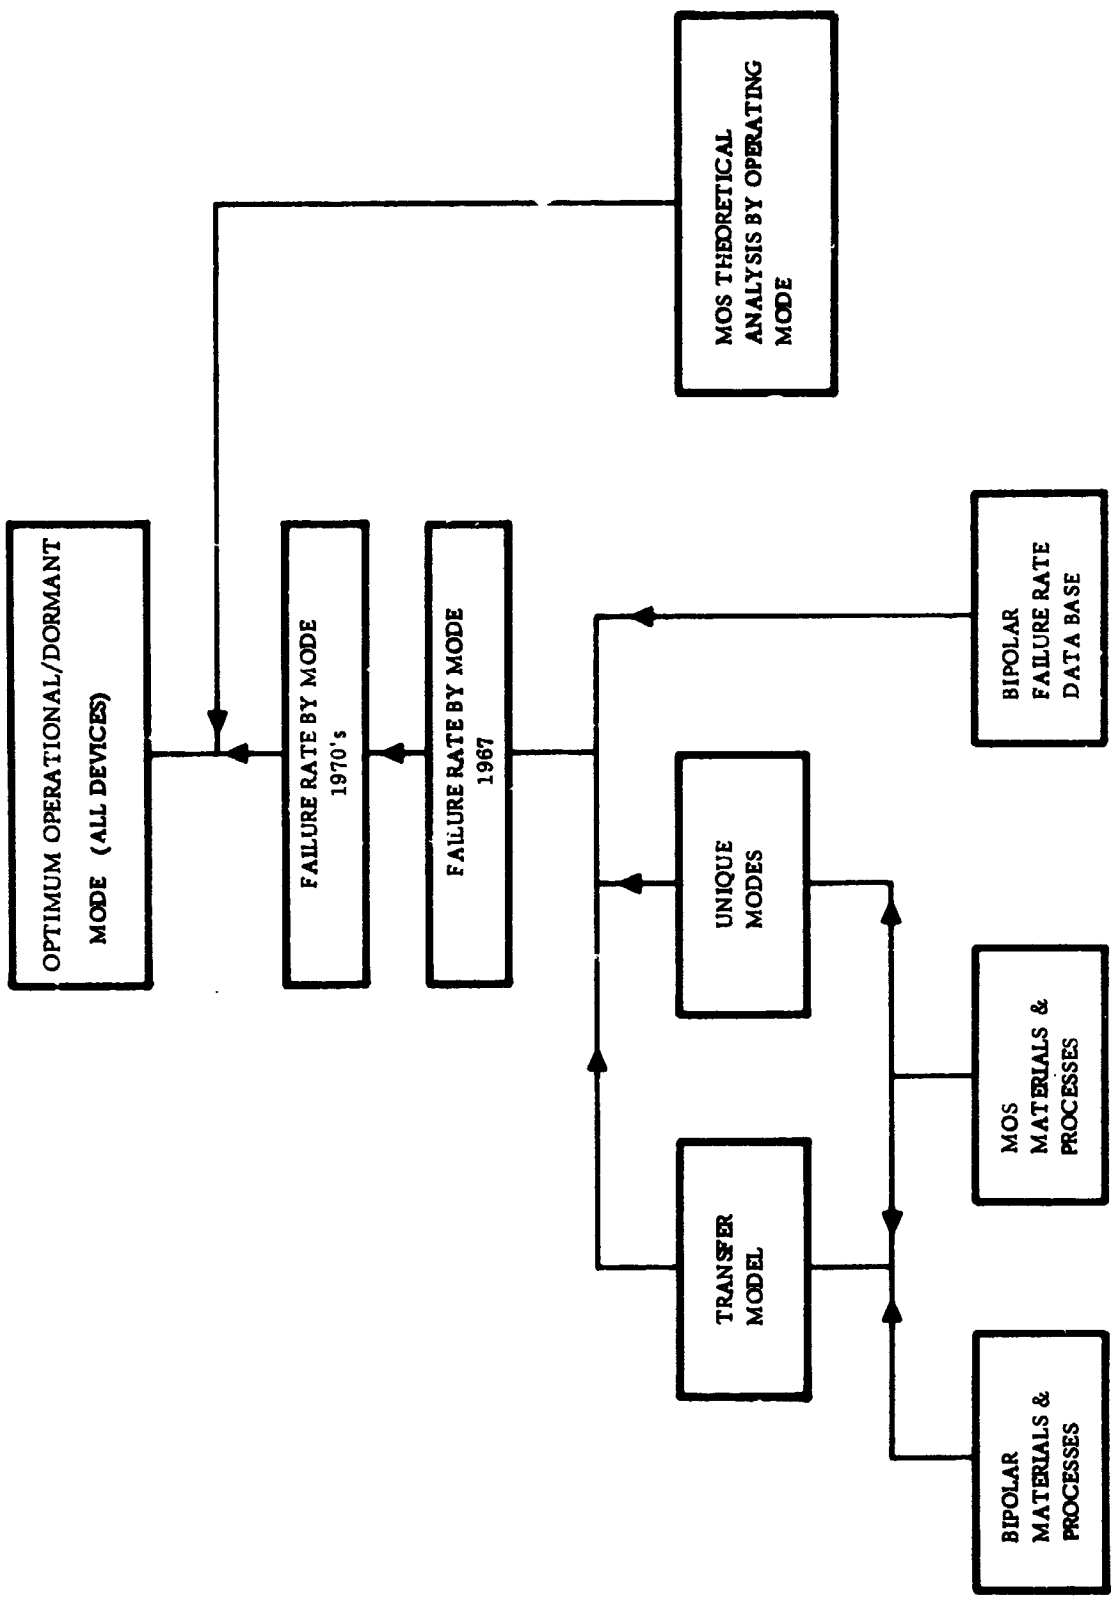 OPTIMUM OPERATIONAL/DORMANT
MODE (ALL DEVICES)
FAILURE RATE BY MODE
1970's
FAILURE RATE BY MODE
1967
MOS THEORETICAL
ANALYSIS BY OPERATING
MODE
TRANSFER
MODEL
UNIQUE
MODES
BIPOLAR
MATERIALS &
PROCESSES
MOS
MATERIALS &
PROCESSES
BIPOLAR
FAILURE RATE
DATA BASE